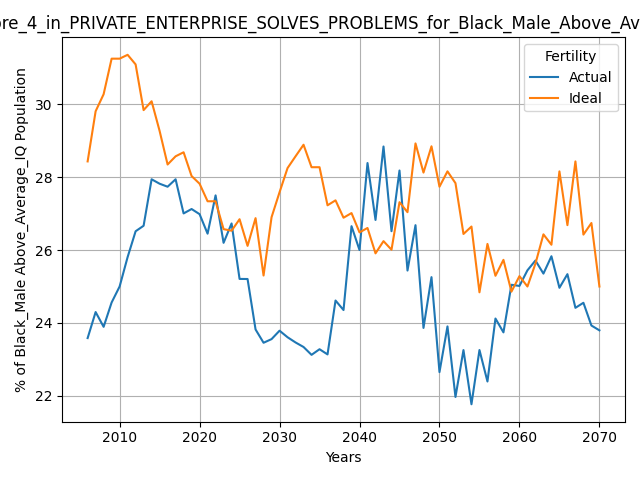 ore_4_in_PRIVATE_ENTERPRISE_SOLVES_PROBLEMS_for_Black_Male_Above_Av
Fertility
Actual
Ideal
% of Black_Male Above_Average_IQ Population
30
28
26
24
22
2010 2020 2030 2040 2050 2060 2070
Years